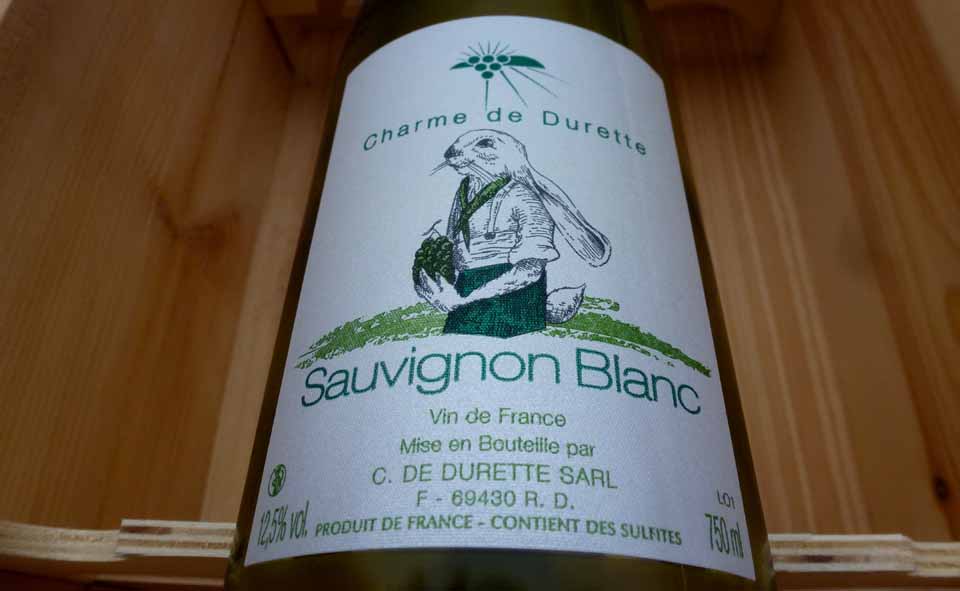 Charme de Durette
Sauvignon Blanc
Vin de France
Mise en Bouteille par
C. DE DURETTE SARL
F - 69430 R. D.
12,5% vol.
PRODUIT DE FRANCE - CONTIENT DES SULFITES
LOT
750 ml